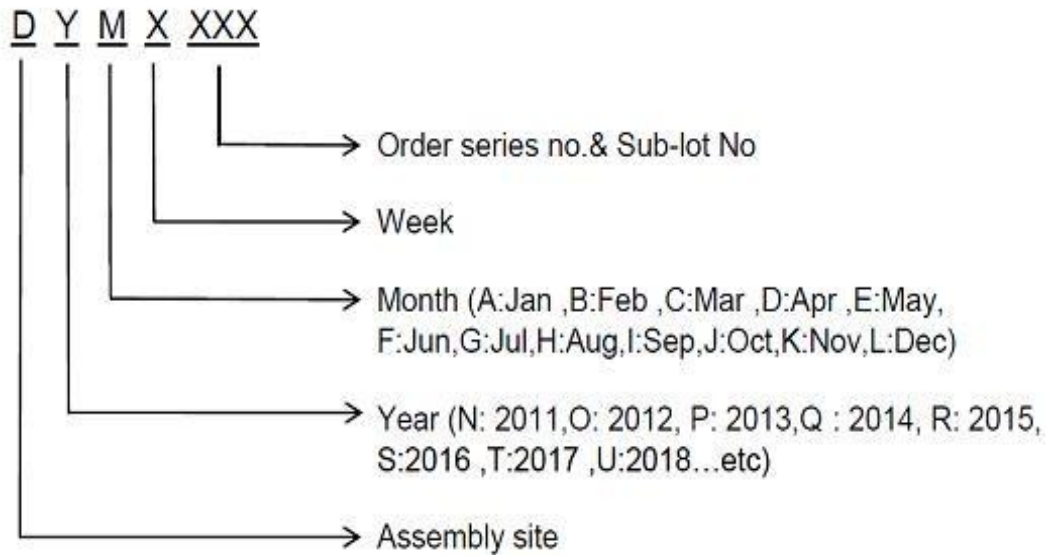 D Y M X XXX
Order series no.& Sub-lot No
Week
Month (A:Jan ,B:Feb ,C:Mar ,D:Apr ,E:May,
F:Jun,G:Jul,H:Aug,I:Sep,J:Oct,K:Nov,L:Dec)
Year (N: 2011,O: 2012, P: 2013,Q : 2014, R: 2015,
S:2016 ,T:2017 ,U:2018...etc)
Assembly site